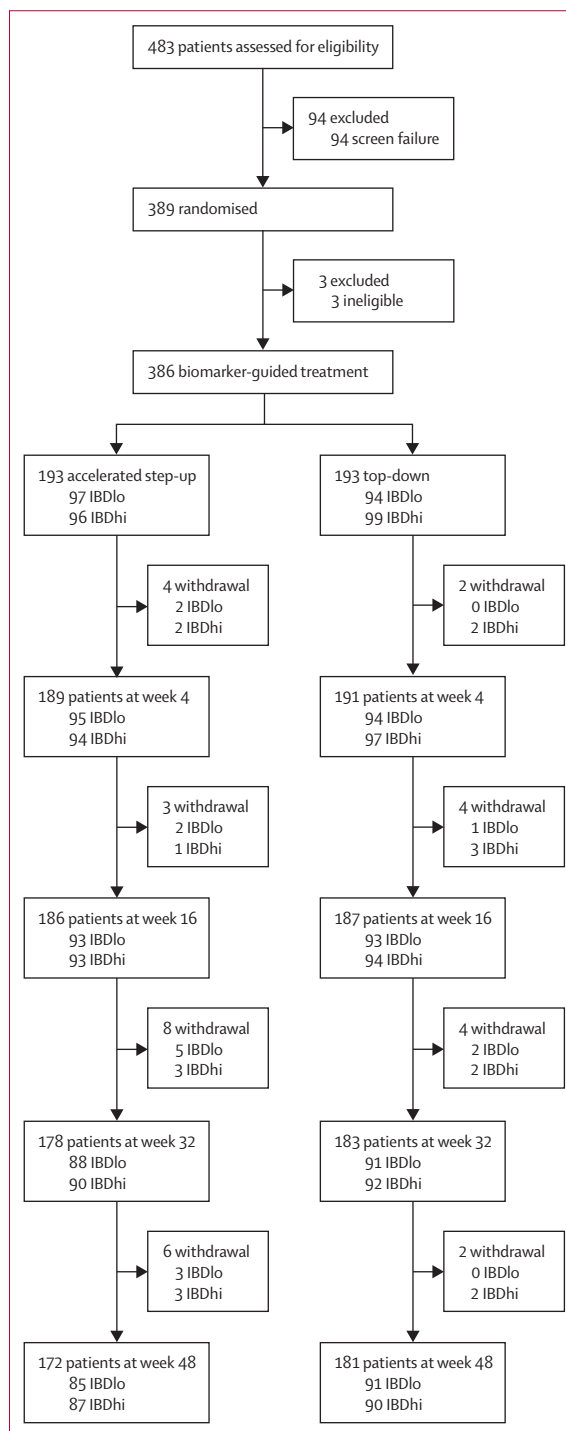 483 patients assessed for eligibility
94 excluded
94 screen failure
389 randomised
3 excluded
3 ineligible
386 biomarker-guided treatment
193 accelerated step-up
97 IBDlo
96 IBDhi
193 top-down
94 IBDlo
99 IBDhi
4 withdrawal
2 IBDlo
2 IBDhi
2 withdrawal
0 IBDlo
2 IBDhi
189 patients at week 4
95 IBDlo
94 IBDhi
191 patients at week 4
94 IBDlo
97 IBDhi
3 withdrawal
2 IBDlo
1 IBDhi
4 withdrawal
1 IBDlo
3 IBDhi
186 patients at week 16
93 IBDlo
93 IBDhi
187 patients at week 16
93 IBDlo
94 IBDhi
8 withdrawal
5 IBDlo
3 IBDhi
4 withdrawal
2 IBDlo
2 IBDhi
178 patients at week 32
88 IBDlo
90 IBDhi
183 patients at week 32
91 IBDlo
92 IBDhi
6 withdrawal
3 IBDlo
3 IBDhi
2 withdrawal
0 IBDlo
2 IBDhi
172 patients at week 48
85 IBDlo
87 IBDhi
181 patients at week 48
91 IBDlo
90 IBDhi